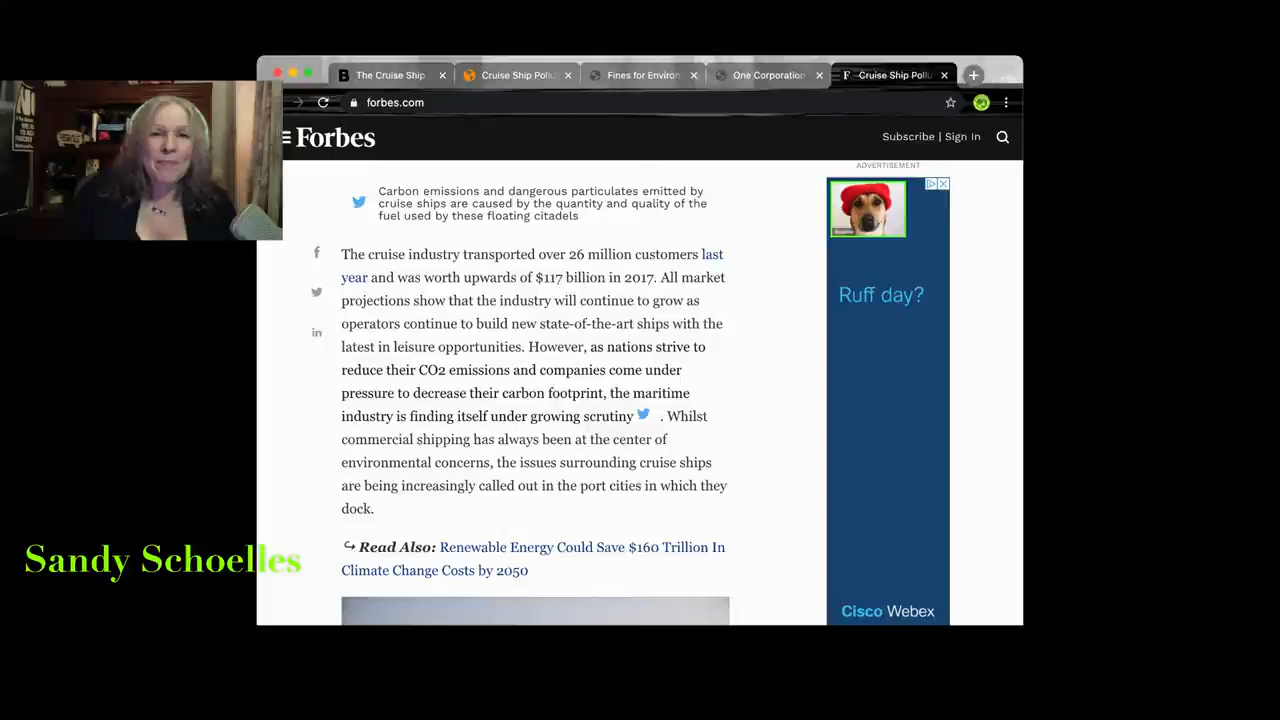 The Cruise Ship
Cruise Ship Pollu
Fines for Environ
One Corporation
Cruise Ship Pollu
forbes.com
Forbes
Subscribe | Sign In
ADVERTISEMENT
Carbon emissions and dangerous particulates emitted by
cruise ships are caused by the quantity and quality of the
fuel used by these floating citadels
The cruise industry transported over 26 million customers last
year and was worth upwards of $117 billion in 2017. All market
projections show that the industry will continue to grow as
operators continue to build new state-of-the-art ships with the
latest in leisure opportunities. However, as nations strive to
reduce their CO2 emissions and companies come under
pressure to decrease their carbon footprint, the maritime
industry is finding itself under growing scrutiny . Whilst
commercial shipping has always been at the center of
environmental concerns, the issues surrounding cruise ships
are being increasingly called out in the port cities in which they
dock.
Read Also: Renewable Energy Could Save $160 Trillion In
Climate Change Costs by 2050
Ruff day?
Cisco Webex
Sandy Schoelles